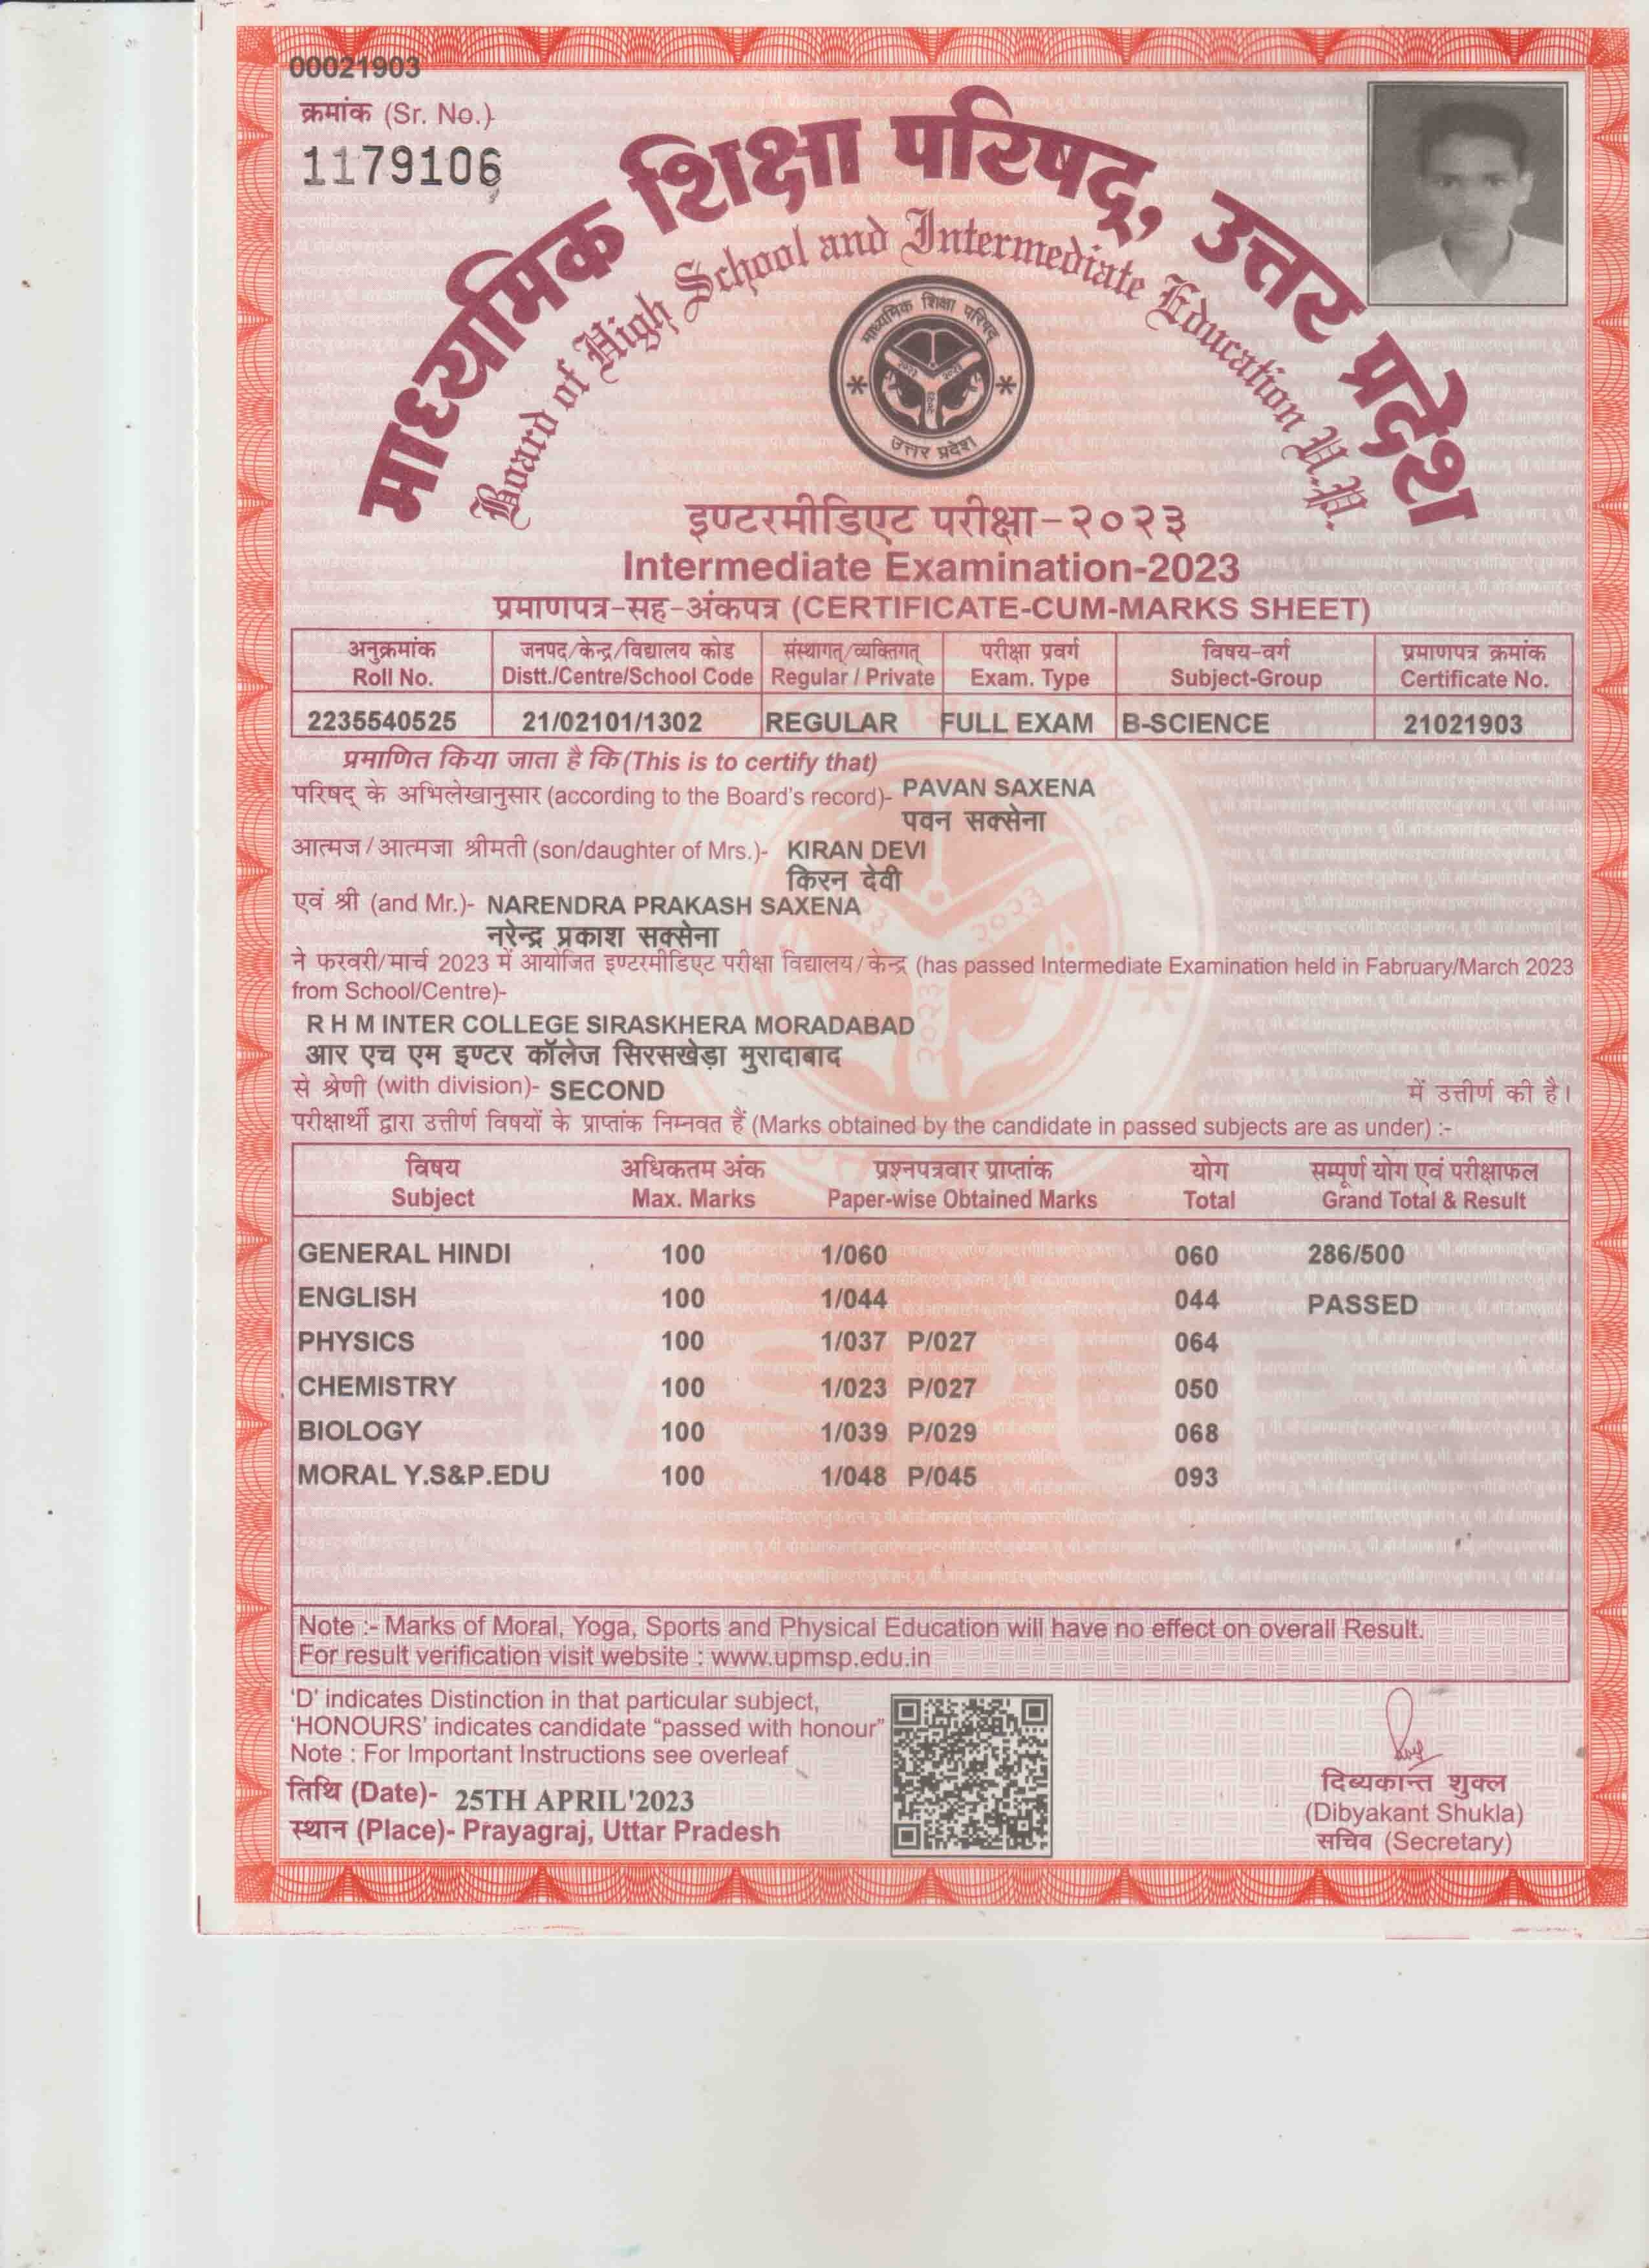 00021903
क्रमांक (Sr. No.)
1179106
माध्यमिक शिक्षा परिषद्, उत्तर प्रदेश
Board of High School and Intermediate Education U.P.
माध्यमिक शिक्षा परिषद्
उत्तर प्रदेश
इण्टरमीडिएट परीक्षा-२०२३
Intermediate Examination-2023
प्रमाणपत्र-सह-अंकपत्र (CERTIFICATE-CUM-MARKS SHEET)
अनुक्रमांक जनपद/केन्द्र/विद्यालय कोड संस्थागत्/व्यक्तिगत् परीक्षा प्रवर्ग विषय-वर्ग प्रमाणपत्र क्रमांक
Roll No. Distt./Centre/School Code Regular / Private Exam. Type Subject-Group Certificate No.
2235540525 21/02101/1302 REGULAR FULL EXAM B-SCIENCE 21021903
प्रमाणित किया जाता है कि (This is to certify that)
परिषद् के अभिलेखानुसार (according to the Board's record)- PAVAN SAXENA
पवन सक्सेना
आत्मज/आत्मजा श्रीमती (son/daughter of Mrs.)- KIRAN DEVI
किरन देवी
एवं श्री (and Mr.)- NARENDRA PRAKASH SAXENA
नरेन्द्र प्रकाश सक्सेना
ने फरवरी/मार्च 2023 में आयोजित इण्टरमीडिएट परीक्षा विद्यालय/केन्द्र (has passed Intermediate Examination held in Fabruary/March 2023
from School/Centre)-
R H M INTER COLLEGE SIRASKHERA MORADABAD
आर एच एम इण्टर कॉलेज सिरसखेड़ा मुरादाबाद
से श्रेणी (with division)- SECOND में उत्तीर्ण की है।
परीक्षार्थी द्वारा उत्तीर्ण विषयों के प्राप्तांक निम्नवत हैं (Marks obtained by the candidate in passed subjects are as under) :-
विषय अधिकतम अंक प्रश्नपत्रवार प्राप्तांक योग सम्पूर्ण योग एवं परीक्षाफल
Subject Max. Marks Paper-wise Obtained Marks Total Grand Total & Result
GENERAL HINDI 100 1/060 060 286/500
ENGLISH 100 1/044 044 PASSED
PHYSICS 100 1/037 P/027 064
CHEMISTRY 100 1/023 P/027 050
BIOLOGY 100 1/039 P/029 068
MORAL Y.S&P.EDU 100 1/048 P/045 093
MSPUP
Note :- Marks of Moral, Yoga, Sports and Physical Education will have no effect on overall Result.
For result verification visit website : www.upmsp.edu.in
'D' indicates Distinction in that particular subject,
'HONOURS' indicates candidate "passed with honour"
Note : For Important Instructions see overleaf
तिथि (Date)- 25TH APRIL'2023
स्थान (Place)- Prayagraj, Uttar Pradesh
दिब्यकान्त शुक्ल
(Dibyakant Shukla)
सचिव (Secretary)